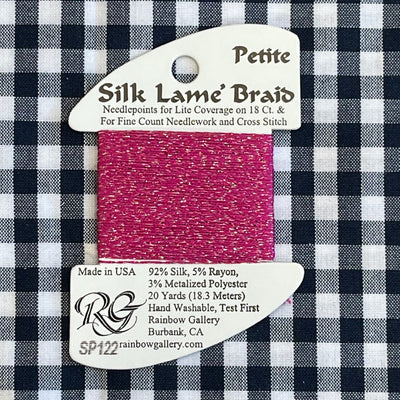 Petite
Silk Lamé Braid
Needlepoints for Lite Coverage on 18 Ct. &
For Fine Count Needlework and Cross Stitch
Made in USA
92% Silk, 5% Rayon,
3% Metalized Polyester
20 Yards (18.3 Meters)
Hand Washable, Test First
Rainbow Gallery
Burbank, CA
rainbowgallery.com
RG
SP122